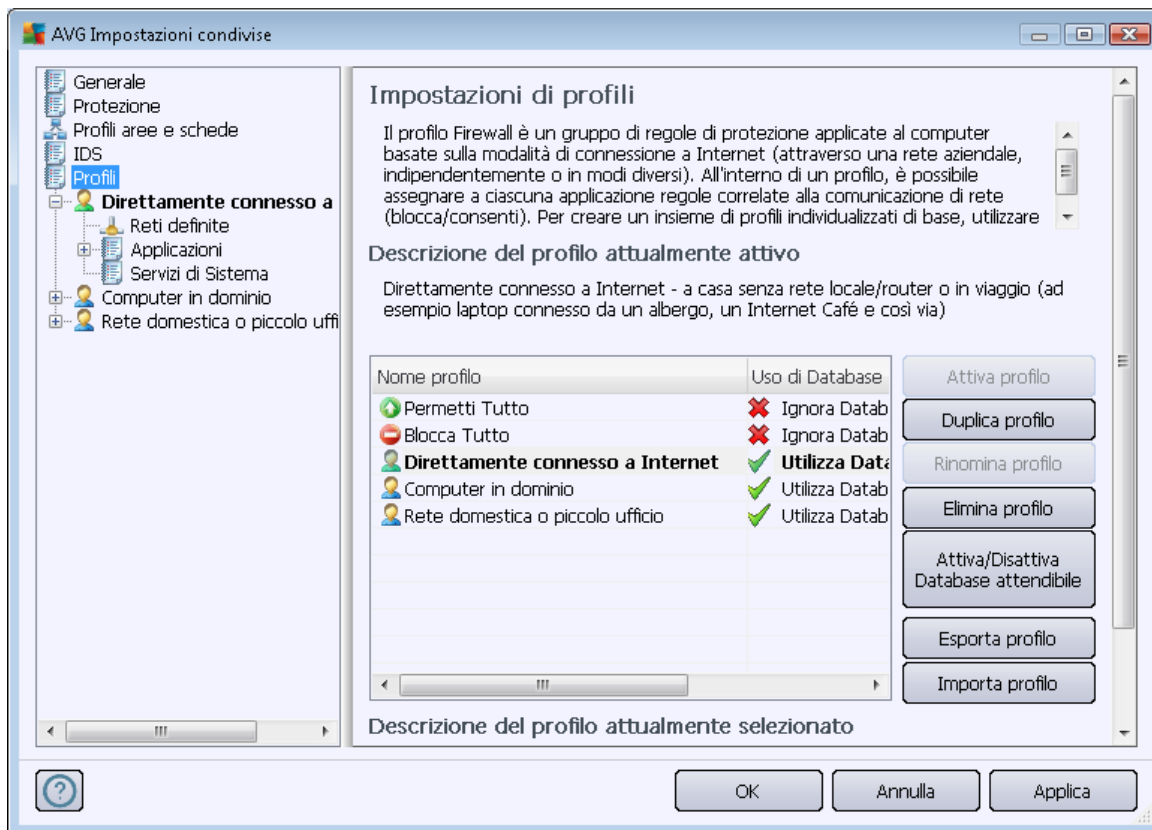 AVG Impostazioni condivise
Generale
Protezione
Profili aree e schede
IDS
Profili
Direttamente connesso a
Reti definite
Applicazioni
Servizi di Sistema
Computer in dominio
Rete domestica o piccolo uffi
Impostazioni di profili
Il profilo Firewall è un gruppo di regole di protezione applicate al computer
basate sulla modalità di connessione a Internet (attraverso una rete aziendale,
indipendentemente o in modi diversi). All'interno di un profilo, è possibile
assegnare a ciascuna applicazione regole correlate alla comunicazione di rete
(blocca/consenti). Per creare un insieme di profili individualizzati di base, utilizzare
Descrizione del profilo attualmente attivo
Direttamente connesso a Internet - a casa senza rete locale/router o in viaggio (ad
esempio laptop connesso da un albergo, un Internet Café e così via)
Nome profilo Uso di Database
Permetti Tutto Ignora Datab
Blocca Tutto Ignora Datab
Direttamente connesso a Internet Utilizza Data
Computer in dominio Utilizza Datab
Rete domestica o piccolo ufficio Utilizza Datab
Attiva profilo
Duplica profilo
Rinomina profilo
Elimina profilo
Attiva/Disattiva
Database attendibile
Esporta profilo
Importa profilo
Descrizione del profilo attualmente selezionato
?
OK
Annulla
Applica